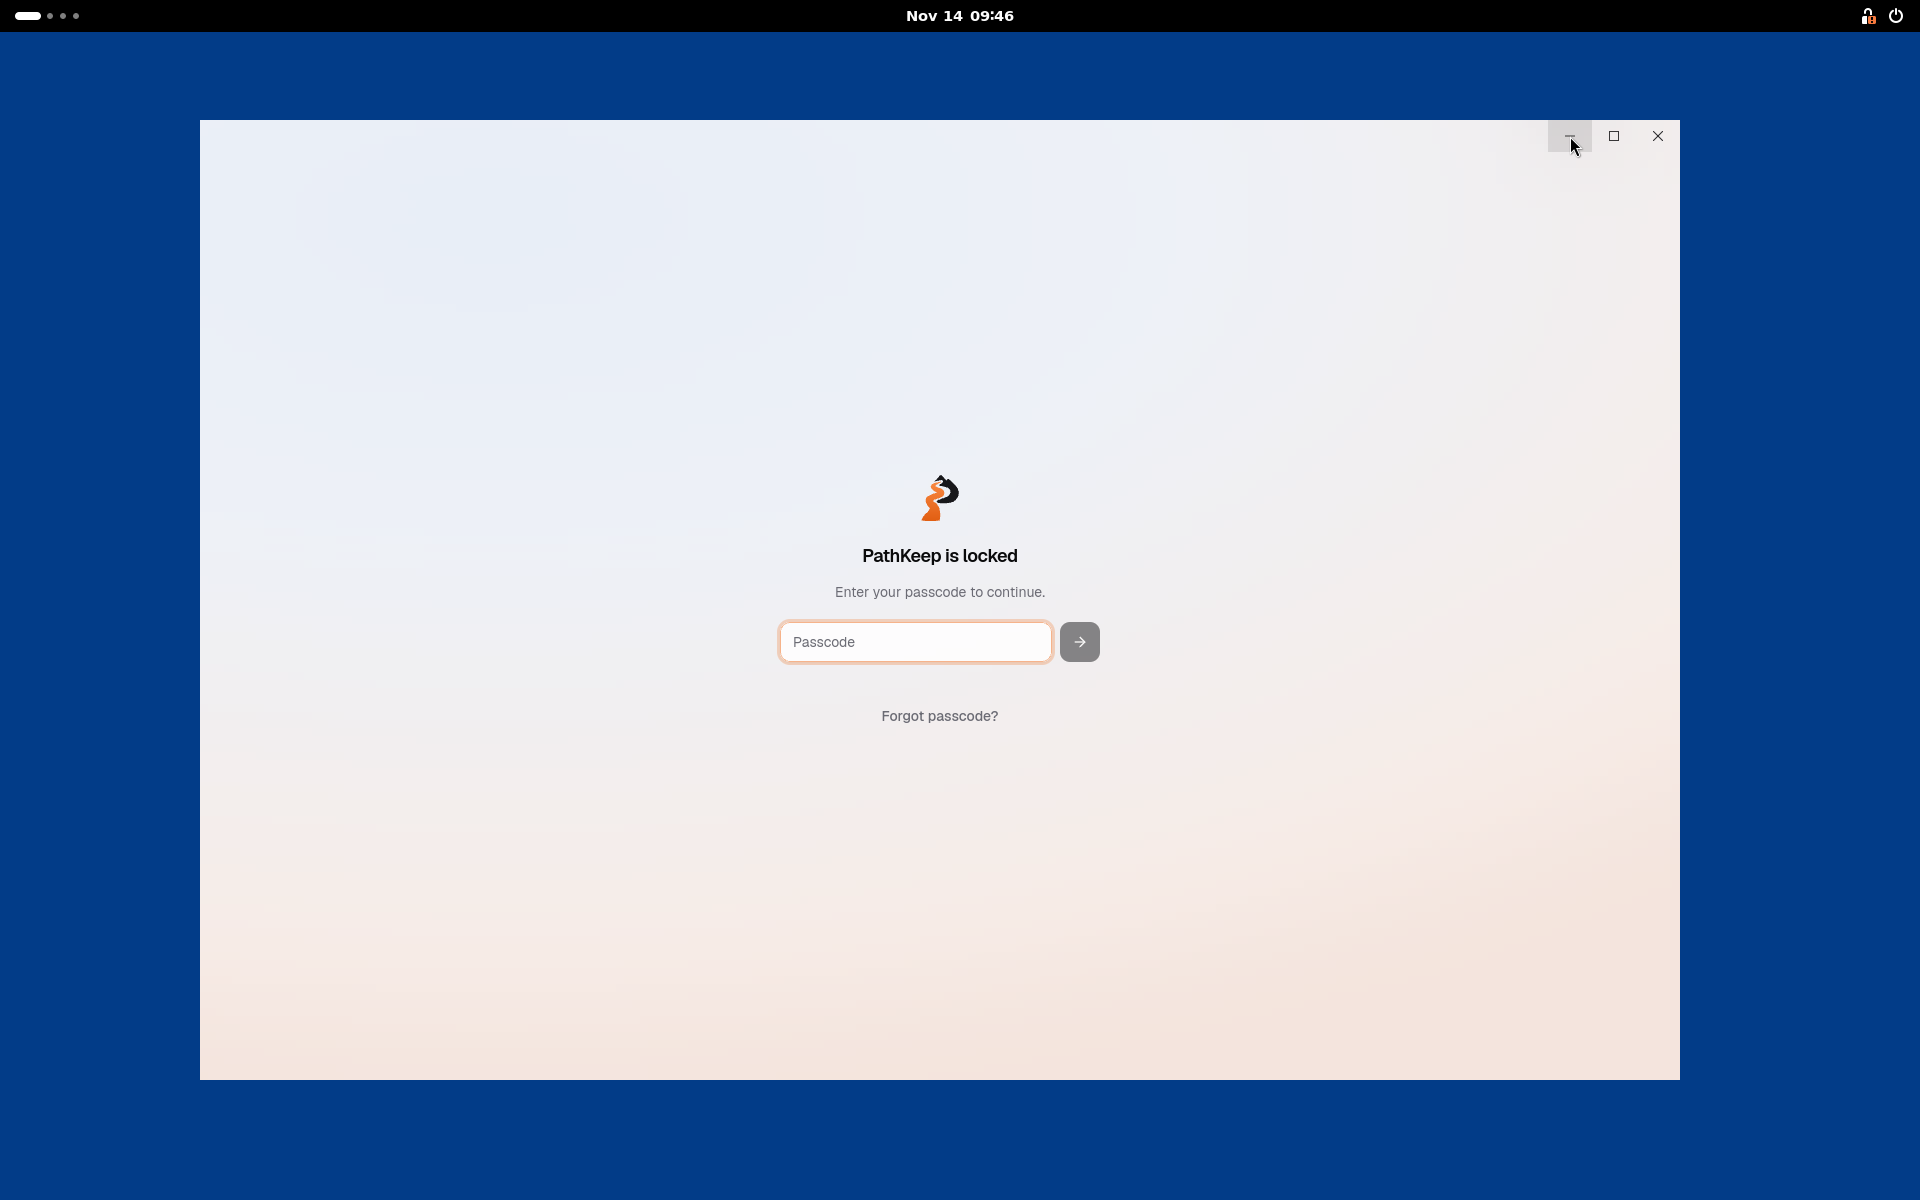 Nov 14 09:46
PathKeep is locked
Enter your passcode to continue.
Passcode
Forgot passcode?